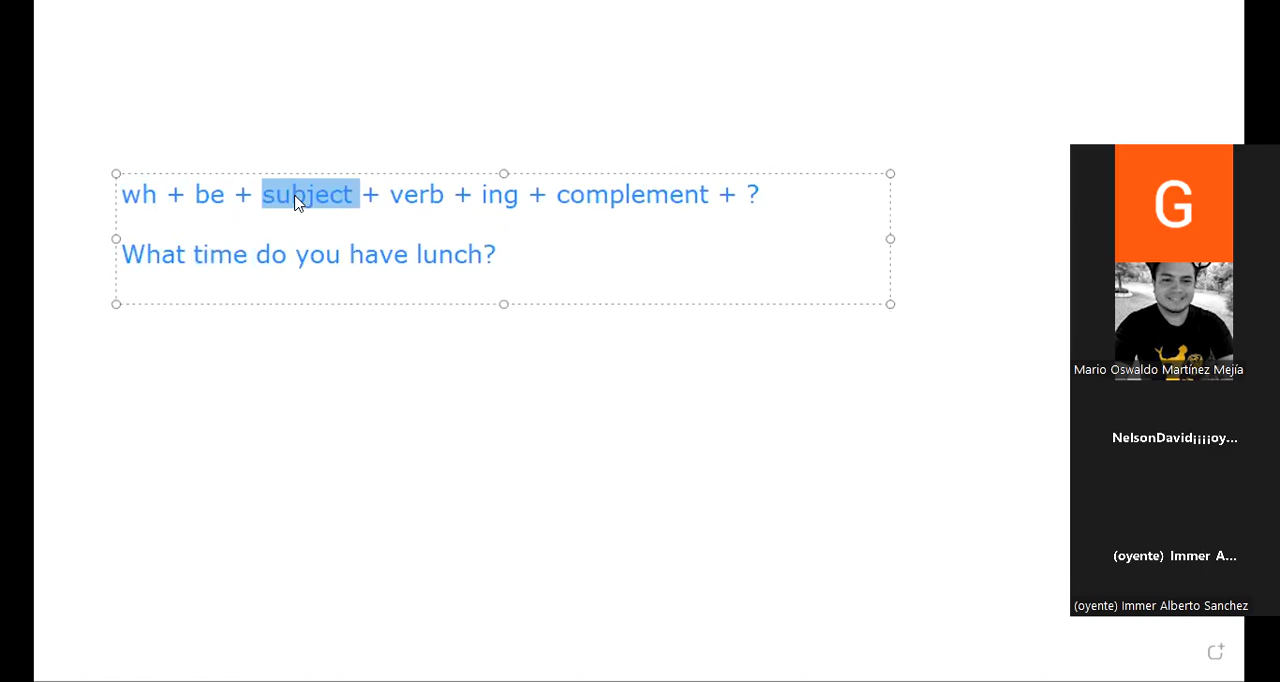 wh + be + subject + verb + ing + complement + ?
What time do you have lunch?
G
Mario Oswaldo Martínez Mejía
NelsonDavid¡¡¡¡oy...
(oyente) Immer A...
(oyente) Immer Alberto Sanchez